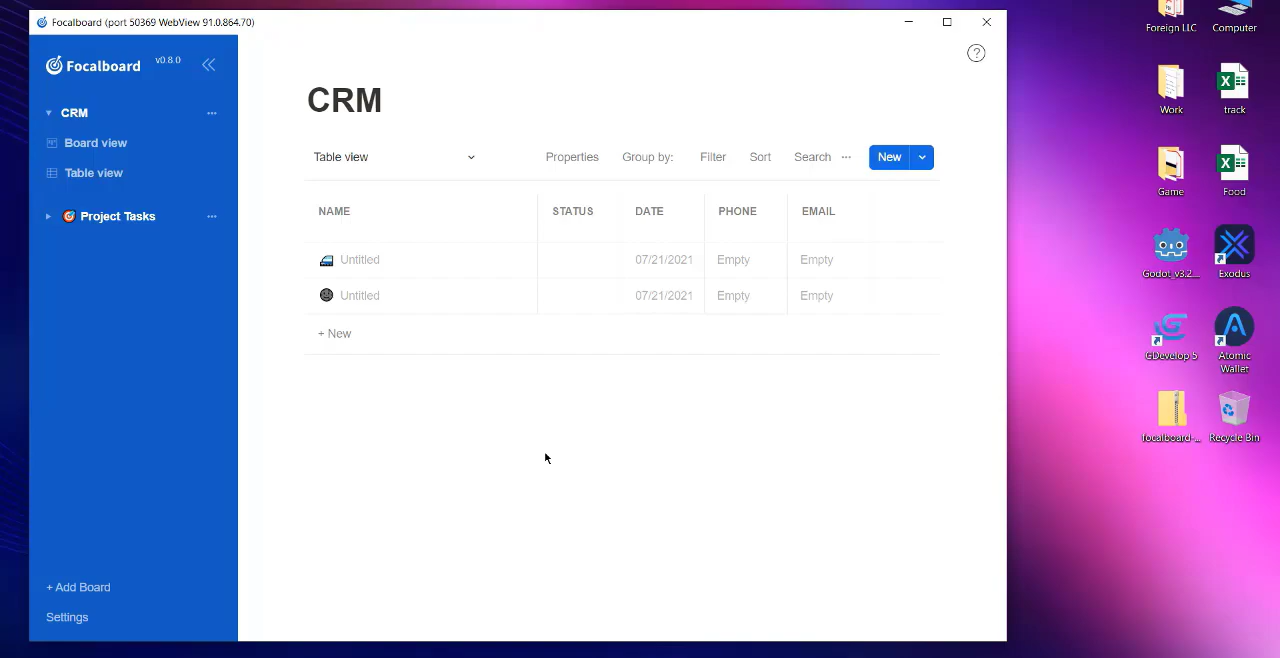 Focalboard (port 50369 WebView 91.0.864.70)
Focalboard v0.8.0
CRM
Board view
Table view
Project Tasks
+ Add Board
Settings
CRM
Table view
Properties Group by: Filter Sort Search ··· New
NAME STATUS DATE PHONE EMAIL
Untitled 07/21/2021 Empty Empty
Untitled 07/21/2021 Empty Empty
+ New
Foreign LLC
Computer
Work
track
Game
Food
Godot_v3.2...
Exodus
GDevelop 5
Atomic
Wallet
focalboard-...
Recycle Bin